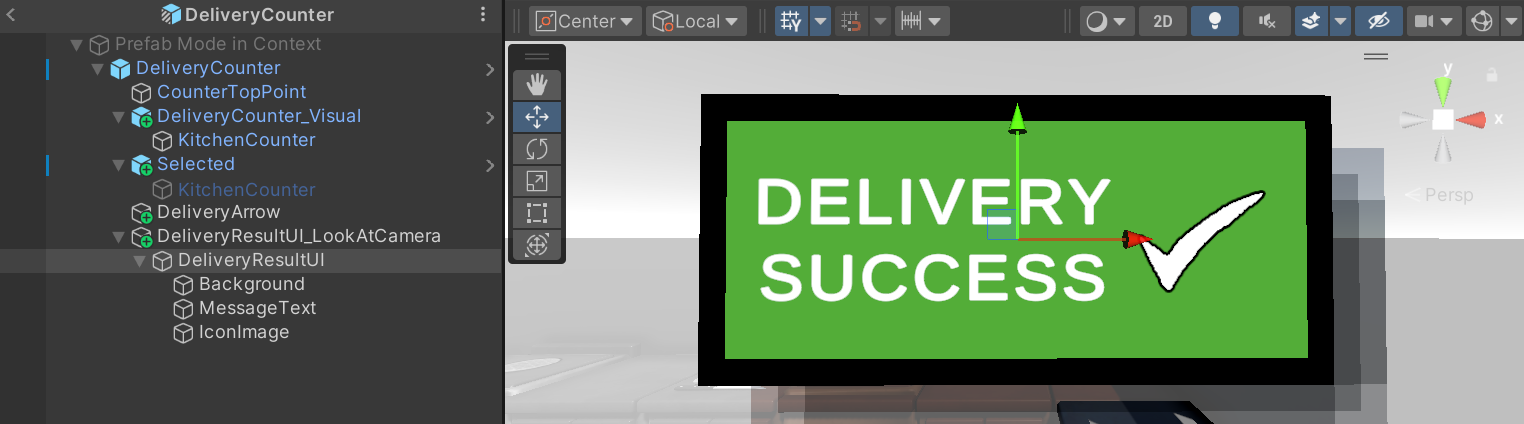 DeliveryCounter
Prefab Mode in Context
DeliveryCounter
CounterTopPoint
DeliveryCounter_Visual
KitchenCounter
Selected
KitchenCounter
DeliveryArrow
DeliveryResultUI_LookAtCamera
DeliveryResultUI
Background
MessageText
IconImage
Center
Local
2D
y
x
Persp
DELIVERY
SUCCESS